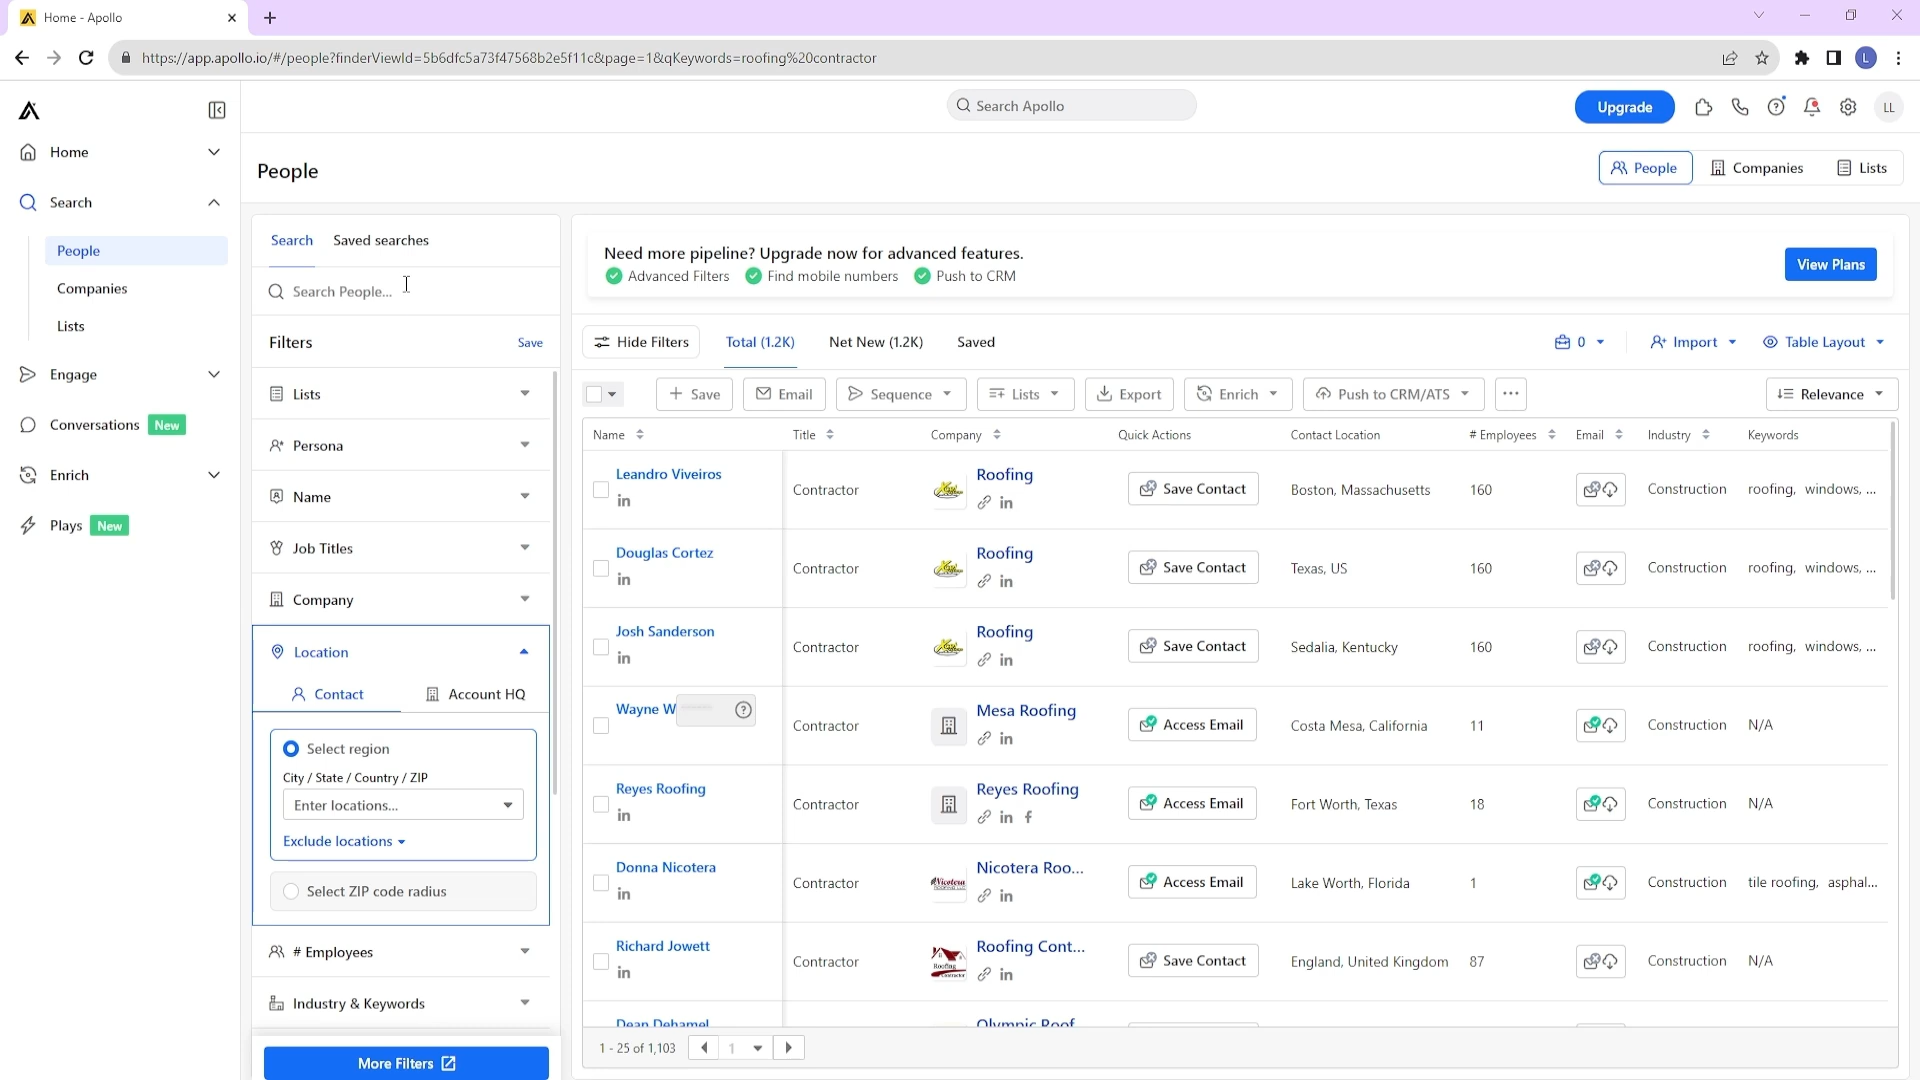 Home - Apollo
https://app.apollo.io/#/people?finderViewId=5b6dfc5a73f47568b2e5f11c&page=1&qKeywords=roofing%20contractor
L
Search Apollo
Upgrade
LL
Home
Search
People
Companies
Lists
Engage
Conversations New
Enrich
Plays New
People
People
Companies
Lists
Search
Saved searches
Search People...
Filters
Save
Lists
Persona
Name
Job Titles
Company
Location
Contact
Account HQ
Select region
City / State / Country / ZIP
Enter locations...
Exclude locations
Select ZIP code radius
# Employees
Industry & Keywords
More Filters
Need more pipeline? Upgrade now for advanced features.
Advanced Filters Find mobile numbers Push to CRM
View Plans
Hide Filters Total (1.2K) Net New (1.2K) Saved 0 Import Table Layout
Save Email Sequence Lists Export Enrich Push to CRM/ATS ... Relevance
Name Title Company Quick Actions Contact Location # Employees Email Industry Keywords
Leandro Viveiros Contractor Roofing Save Contact Boston, Massachusetts 160 Construction roofing, windows, ...
Douglas Cortez Contractor Roofing Save Contact Texas, US 160 Construction roofing, windows, ...
Josh Sanderson Contractor Roofing Save Contact Sedalia, Kentucky 160 Construction roofing, windows, ...
Wayne W Contractor Mesa Roofing Access Email Costa Mesa, California 11 Construction N/A
Reyes Roofing Contractor Reyes Roofing Access Email Fort Worth, Texas 18 Construction N/A
Donna Nicotera Contractor Nicotera Roo... Access Email Lake Worth, Florida 1 Construction tile roofing, asphal...
Richard Jowett Contractor Roofing Cont... Save Contact England, United Kingdom 87 Construction N/A
Dean Dehamel Olympic Roof
1 - 25 of 1,103 1